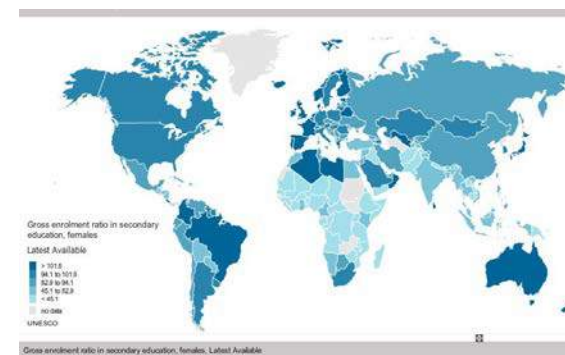 Gross enrolment ratio in secondary
education, females
Latest Available
> 101.6
94.1 to 101.6
82.9 to 94.1
45.1 to 82.9
< 45.1
no data
UNESCO
Gross enrolment ratio in secondary education, females, Latest Available